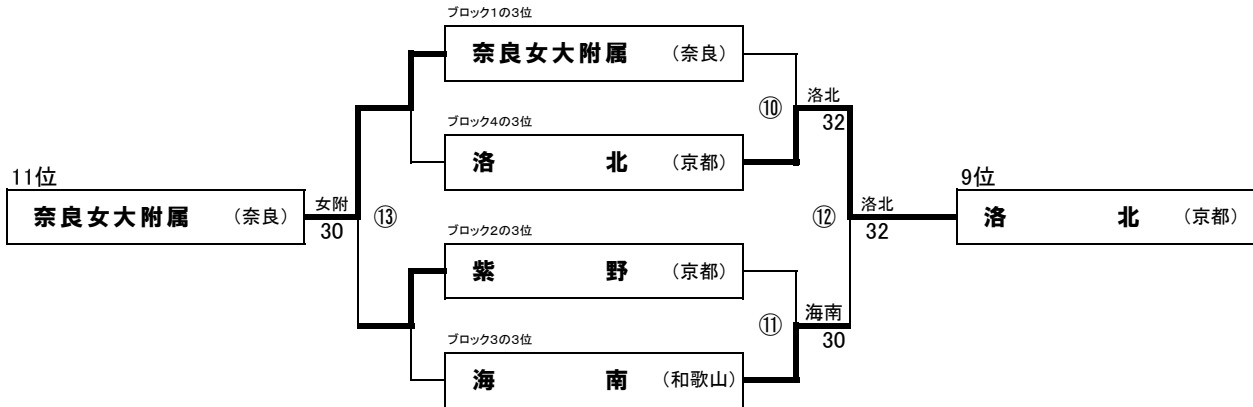 ブロック1の3位
奈良女大附属 (奈良)
⑩ 洛北
32
ブロック4の3位
洛 北 (京都)
11位
奈良女大附属 (奈良)
女附
30
⑬
⑫
洛北
32
9位
洛 北 (京都)
ブロック2の3位
紫 野 (京都)
⑪ 海南
30
ブロック3の3位
海 南 (和歌山)